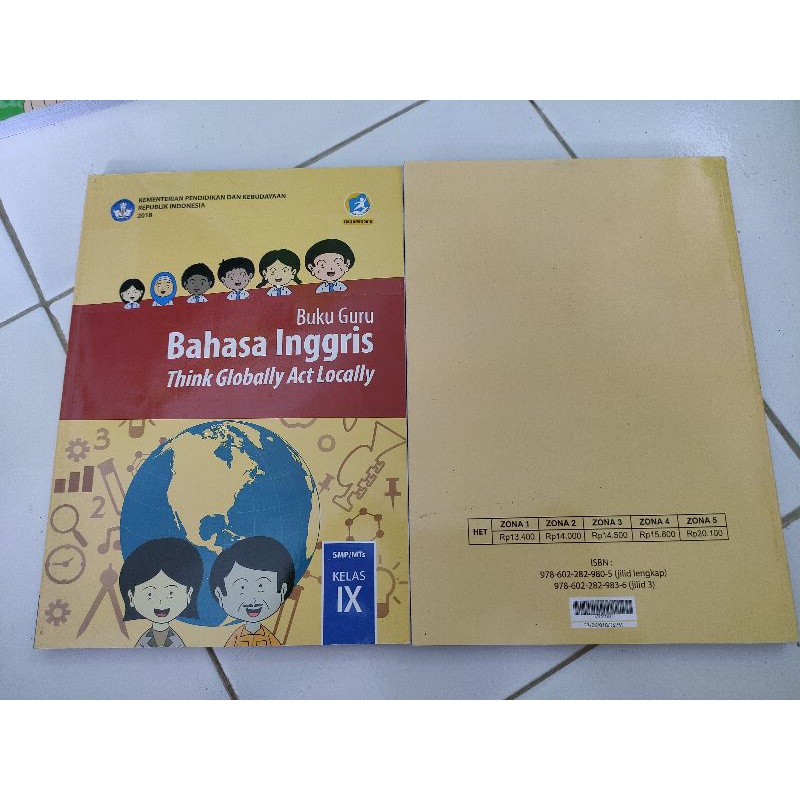 KEMENTERIAN PENDIDIKAN DAN KEBUDAYAAN
REPUBLIK INDONESIA
2018
Buku Guru
Bahasa Inggris
Think Globally Act Locally
SMP/MTs
KELAS
IX
HET ZONA 1 ZONA 2 ZONA 3 ZONA 4 ZONA 5
Rp13.400 Rp14.000 Rp14.500 Rp15.600 Rp20.100
ISBN :
978-602-282-980-5 (jilid lengkap)
978-602-282-983-6 (jilid 3)